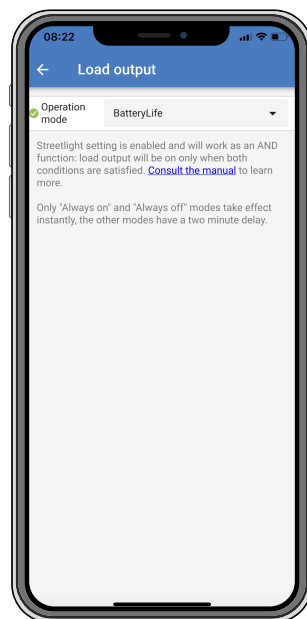 08:22
Load output
Operation
mode
BatteryLife
Streetlight setting is enabled and will work as an AND
function: load output will be on only when both
conditions are satisfied. Consult the manual to learn
more.
Only "Always on" and "Always off" modes take effect
instantly, the other modes have a two minute delay.